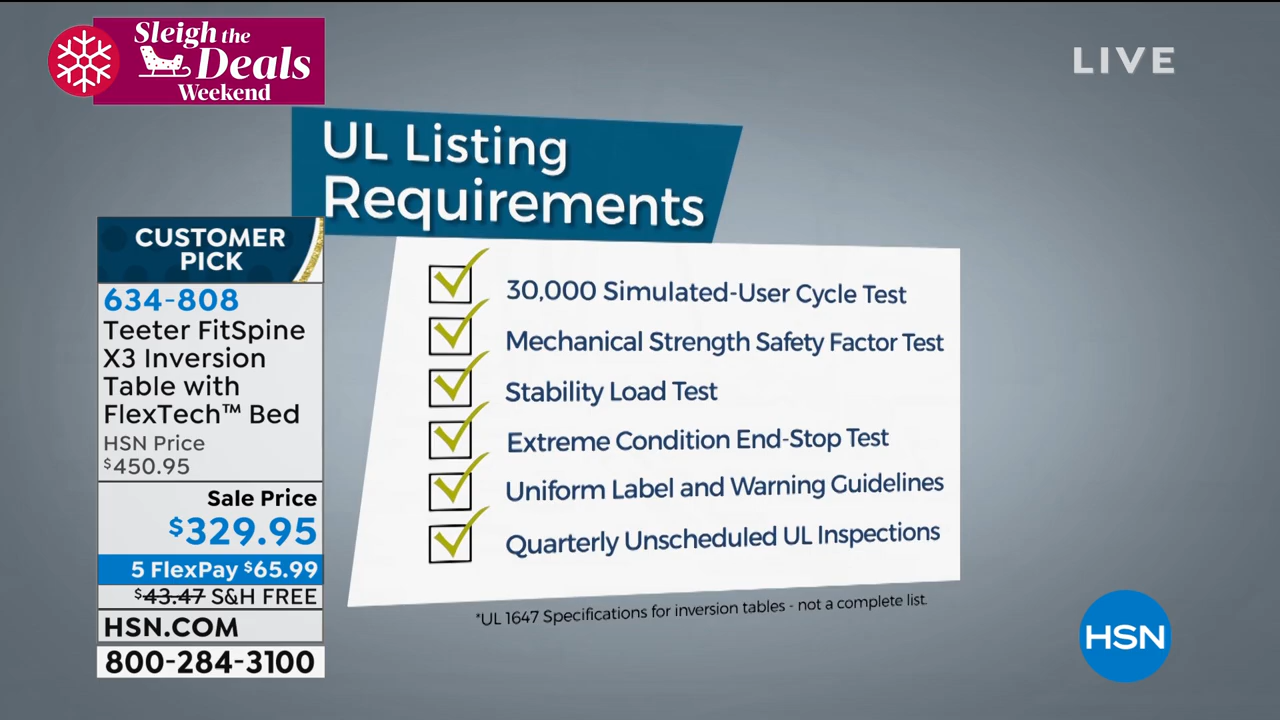 Sleigh the
Deals
Weekend
LIVE
UL Listing
Requirements
CUSTOMER
PICK
634-808
Teeter FitSpine
X3 Inversion
Table with
FlexTech™ Bed
HSN Price
$450.95
Sale Price
$329.95
5 FlexPay $65.99
$43.47 S&H FREE
HSN.COM
800-284-3100
30,000 Simulated-User Cycle Test
Mechanical Strength Safety Factor Test
Stability Load Test
Extreme Condition End-Stop Test
Uniform Label and Warning Guidelines
Quarterly Unscheduled UL Inspections
*UL 1647 Specifications for inversion tables - not a complete list.
HSN